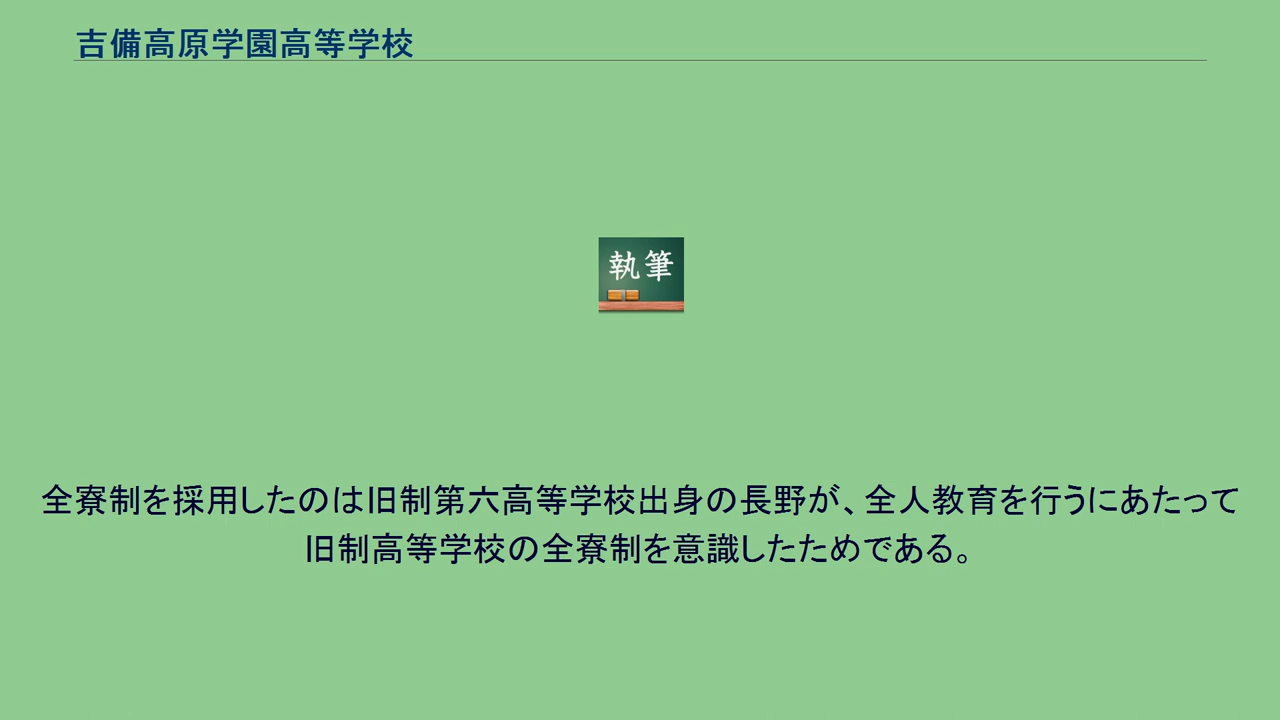 吉備高原学園高等学校
執筆
全寮制を採用したのは旧制第六高等学校出身の長野が、全人教育を行うにあたって
旧制高等学校の全寮制を意識したためである。